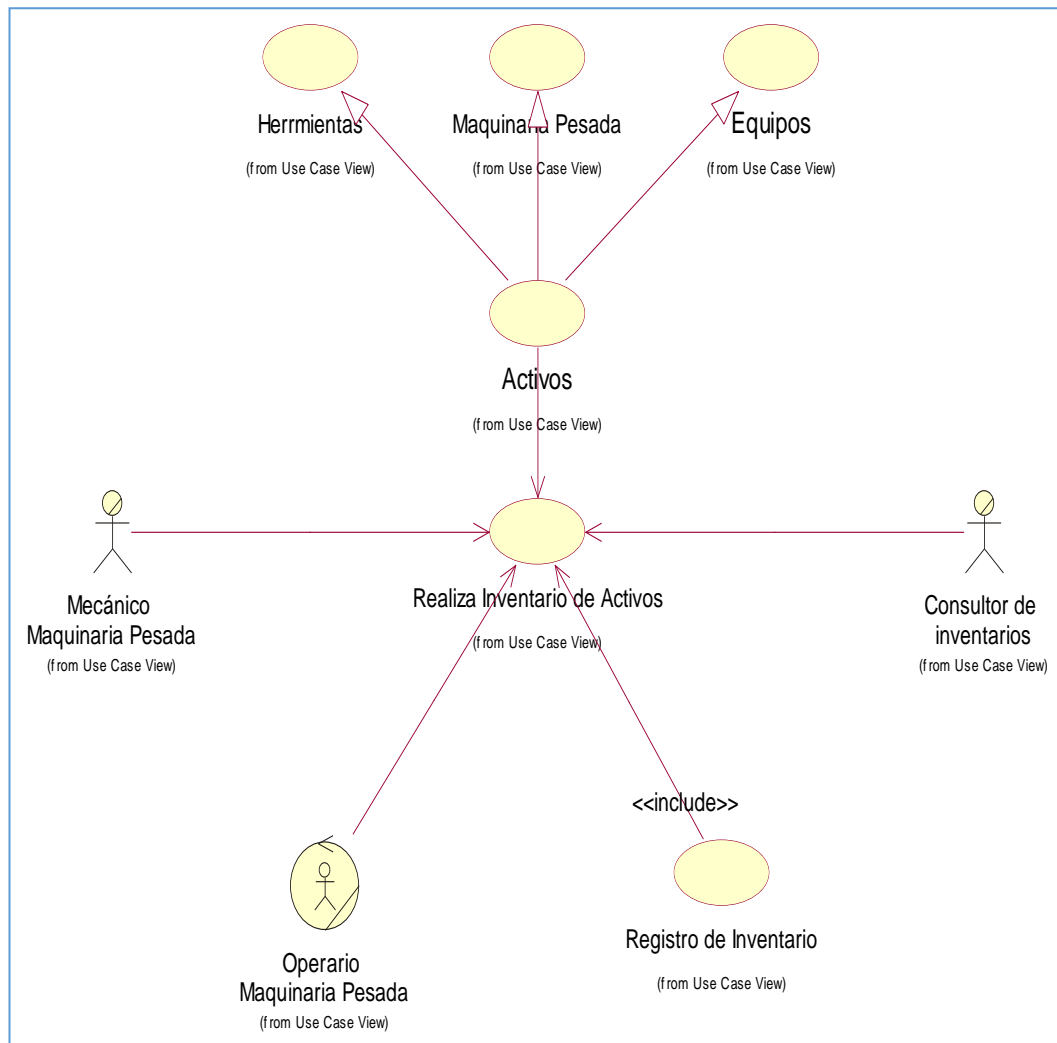 Herrmientas
(from Use Case View)
Maquinaria Pesada
(from Use Case View)
Equipos
(from Use Case View)
Activos
(from Use Case View)
Mecánico
Maquinaria Pesada
(from Use Case View)
Realiza Inventario de Activos
(from Use Case View)
Consultor de
inventarios
(from Use Case View)
<<include>>
Operario
Maquinaria Pesada
(from Use Case View)
Registro de Inventario
(from Use Case View)